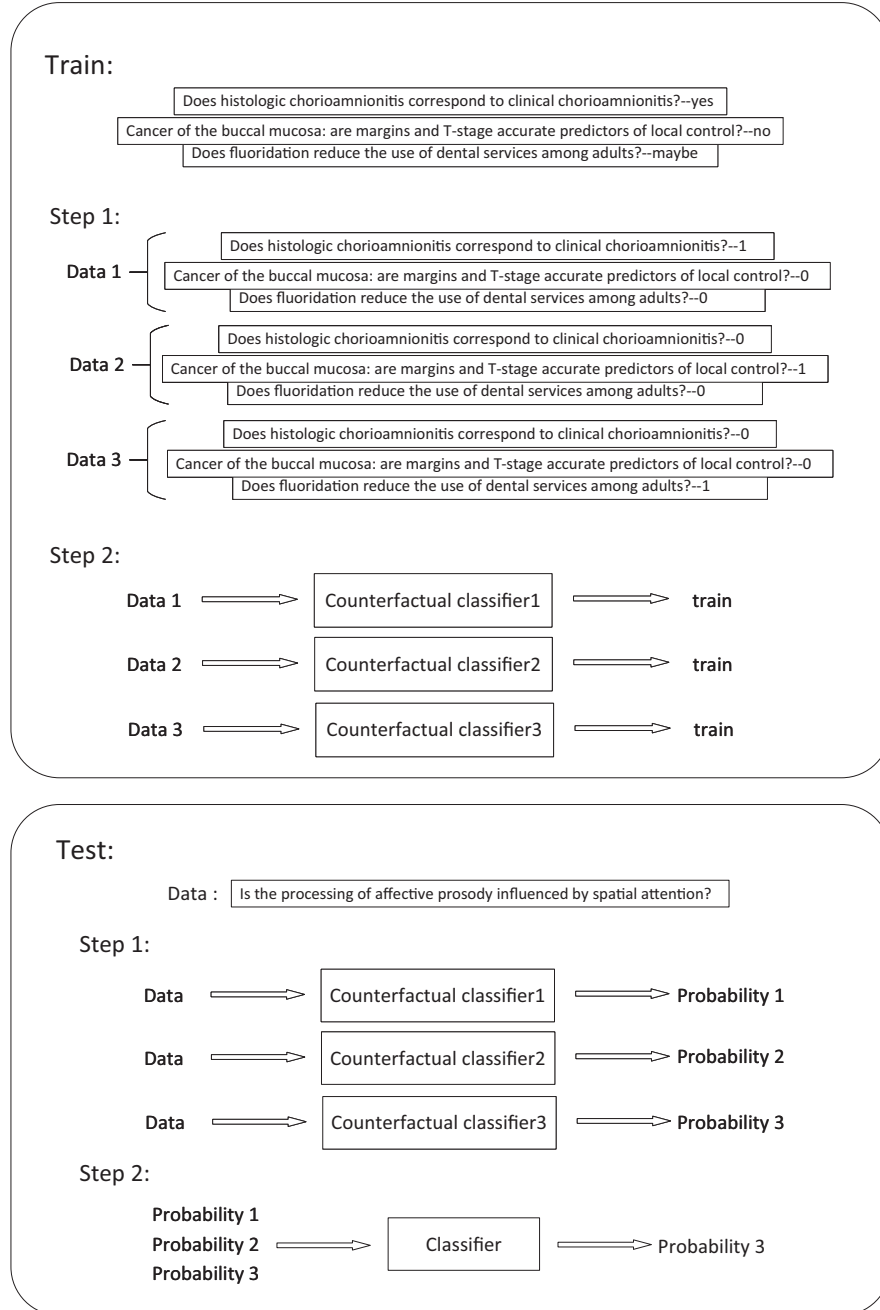 Train:
Does histologic chorioamnionitis correspond to clinical chorioamnionitis?--yes
Cancer of the buccal mucosa: are margins and T-stage accurate predictors of local control?--no
Does fluoridation reduce the use of dental services among adults?--maybe
Step 1:
Data 1
Does histologic chorioamnionitis correspond to clinical chorioamnionitis?--1
Cancer of the buccal mucosa: are margins and T-stage accurate predictors of local control?--0
Does fluoridation reduce the use of dental services among adults?--0
Data 2
Does histologic chorioamnionitis correspond to clinical chorioamnionitis?--0
Cancer of the buccal mucosa: are margins and T-stage accurate predictors of local control?--1
Does fluoridation reduce the use of dental services among adults?--0
Data 3
Does histologic chorioamnionitis correspond to clinical chorioamnionitis?--0
Cancer of the buccal mucosa: are margins and T-stage accurate predictors of local control?--0
Does fluoridation reduce the use of dental services among adults?--1
Step 2:
Data 1 Counterfactual classifier1 train
Data 2 Counterfactual classifier2 train
Data 3 Counterfactual classifier3 train
Test:
Data : Is the processing of affective prosody influenced by spatial attention?
Step 1:
Data Counterfactual classifier1 Probability 1
Data Counterfactual classifier2 Probability 2
Data Counterfactual classifier3 Probability 3
Step 2:
Probability 1
Probability 2 Classifier Probability 3
Probability 3